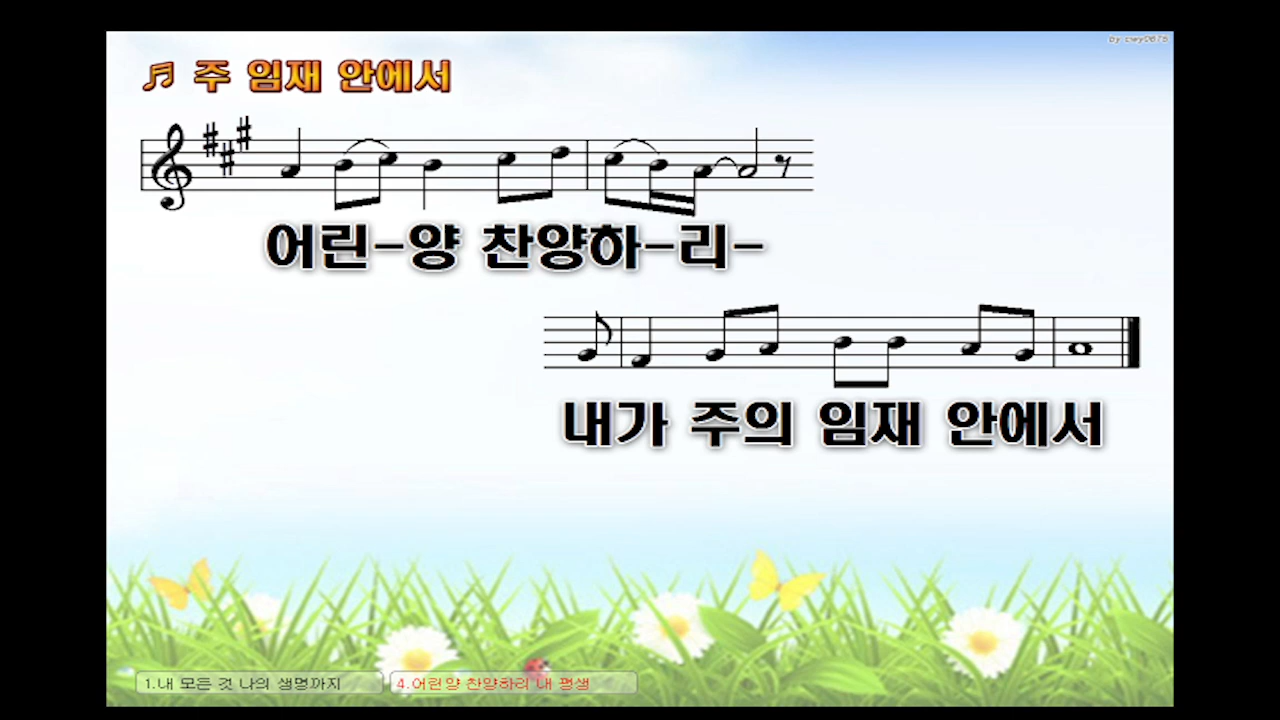 주 임재 안에서
어린-양 찬양하-리-
내가 주의 임재 안에서
1.내 모든 것 나의 생명까지
4.어린양 찬양하리 내 평생